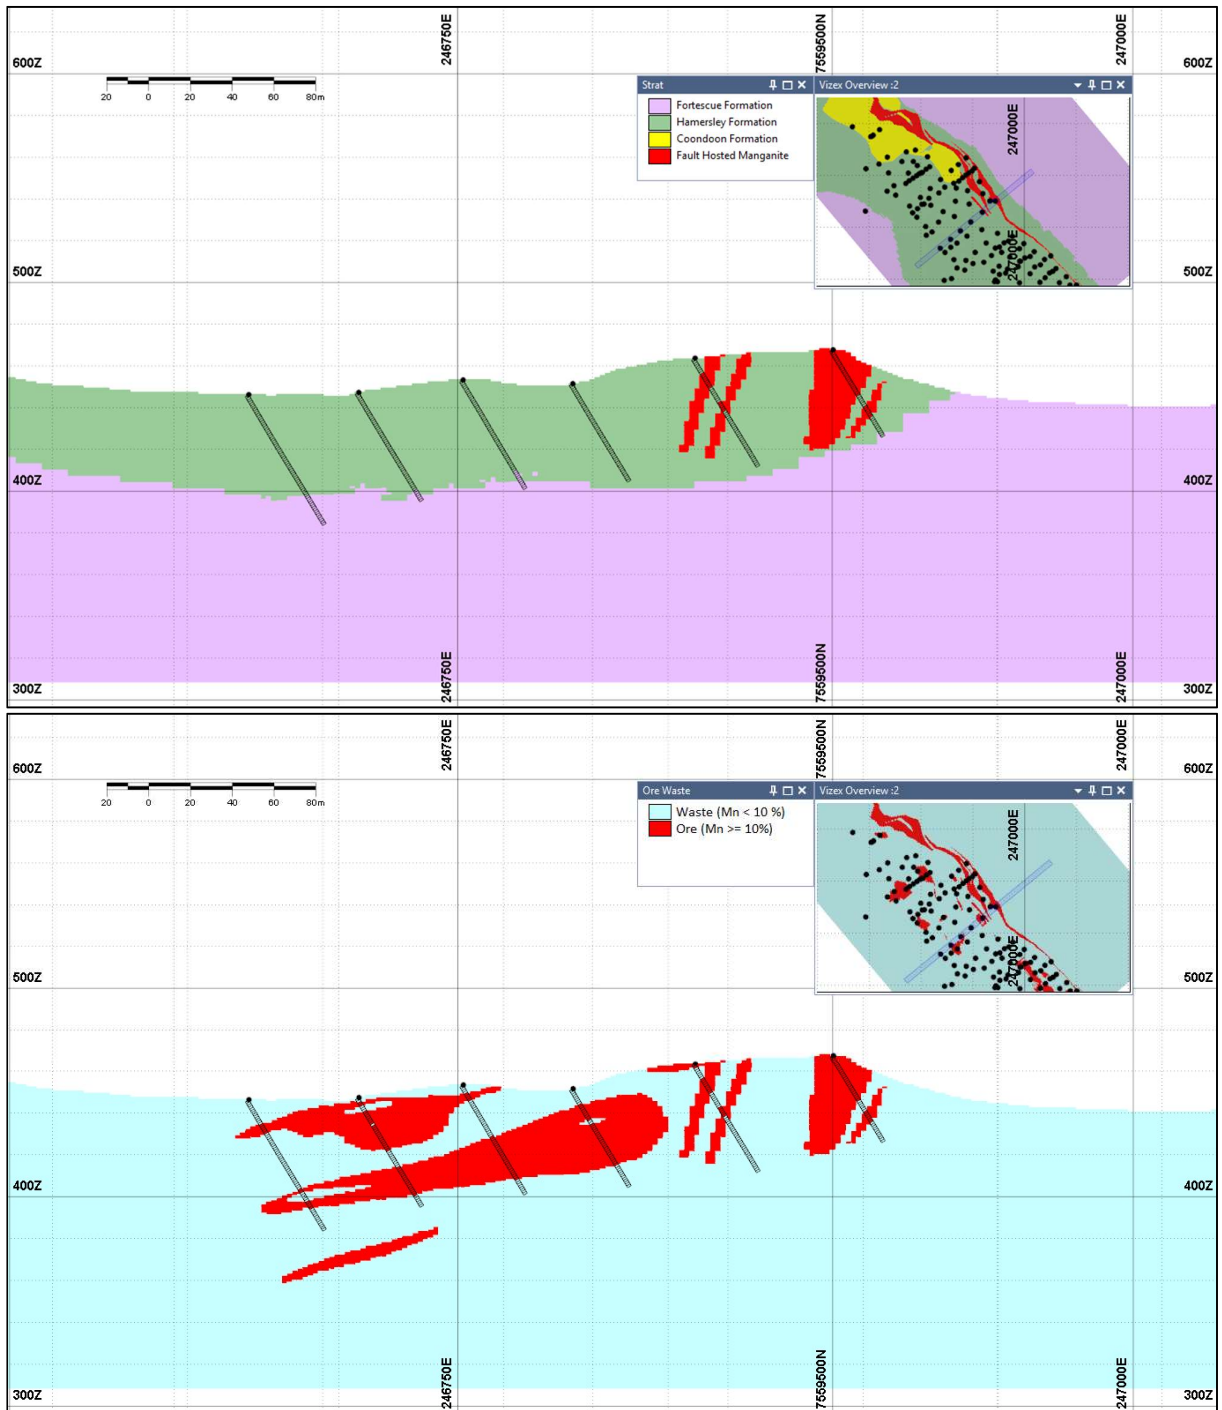 246750E
7559500N
247000E
600Z
600Z
20 0 20 40 60 80m
Strat
Fortescue Formation
Hamersley Formation
Coondoon Formation
Fault Hosted Manganite
Vizex Overview :2
247000E
247000E
500Z
500Z
400Z
400Z
300Z
300Z
246750E
7559500N
247000E
246750E
7559500N
247000E
600Z
600Z
20 0 20 40 60 80m
Ore Waste
Waste (Mn < 10 %)
Ore (Mn >= 10%)
Vizex Overview :2
247000E
247000E
500Z
500Z
400Z
400Z
300Z
300Z
246750E
7559500N
247000E